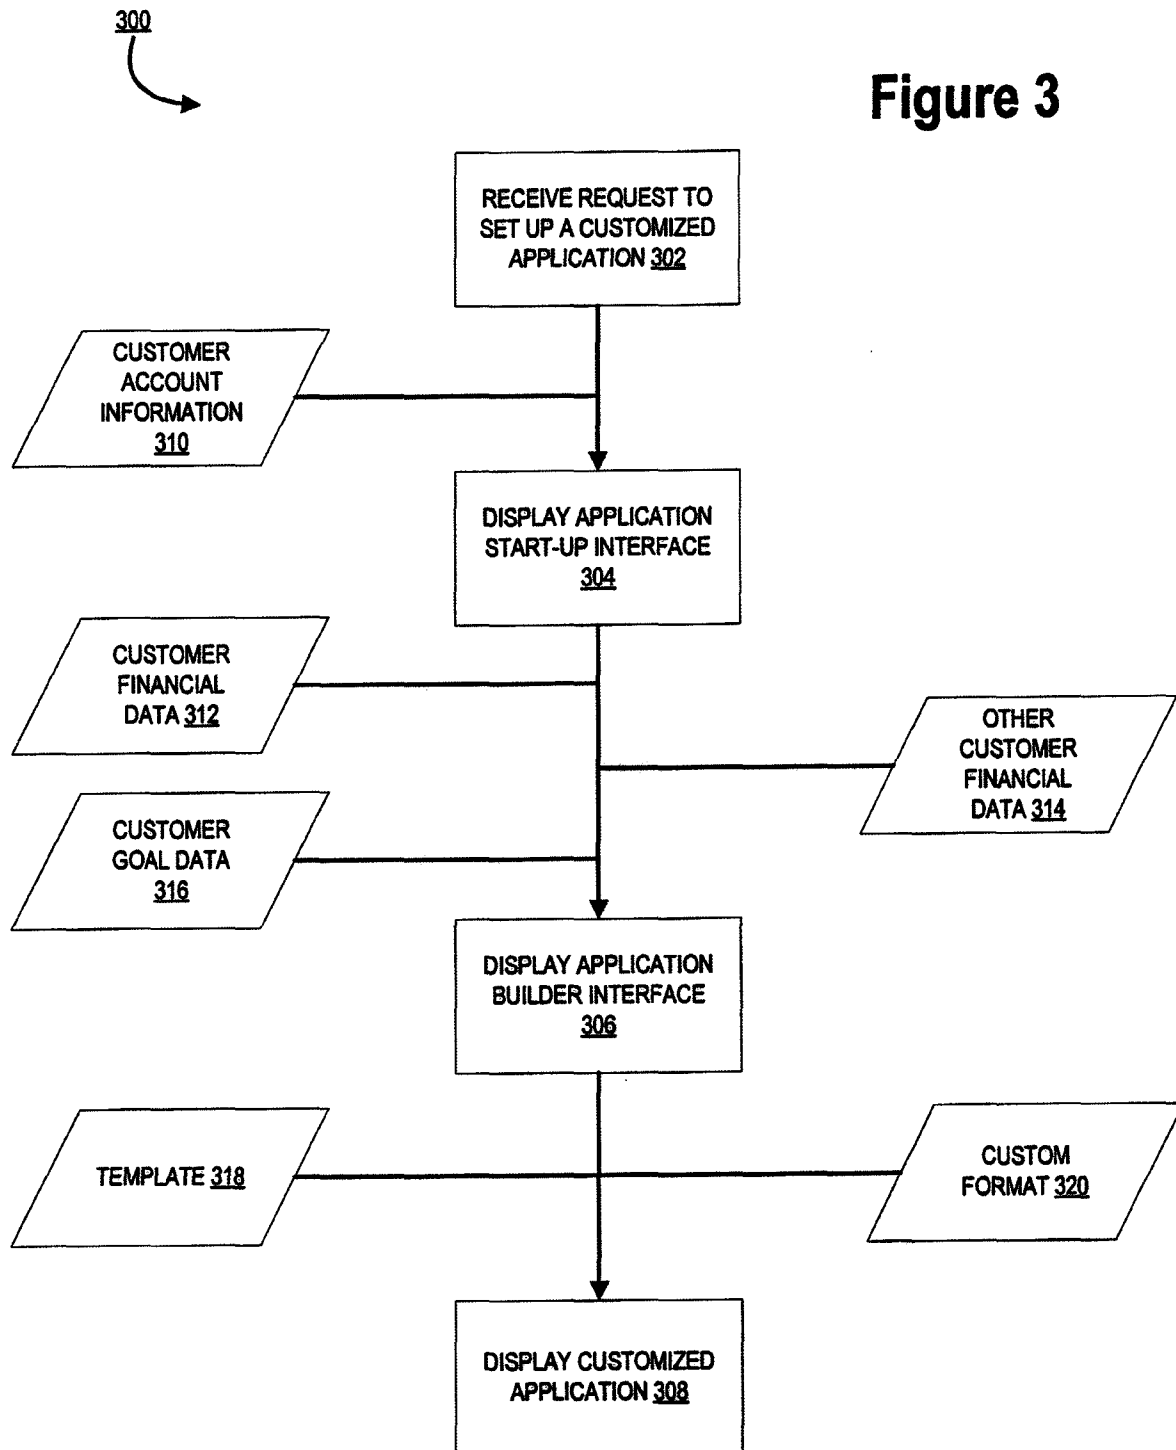 300
Figure 3
RECEIVE REQUEST TO
SET UP A CUSTOMIZED
APPLICATION 302
CUSTOMER
ACCOUNT
INFORMATION
310
DISPLAY APPLICATION
START-UP INTERFACE
304
CUSTOMER
FINANCIAL
DATA 312
OTHER
CUSTOMER
FINANCIAL
DATA 314
CUSTOMER
GOAL DATA
316
DISPLAY APPLICATION
BUILDER INTERFACE
306
TEMPLATE 318
CUSTOM
FORMAT 320
DISPLAY CUSTOMIZED
APPLICATION 308